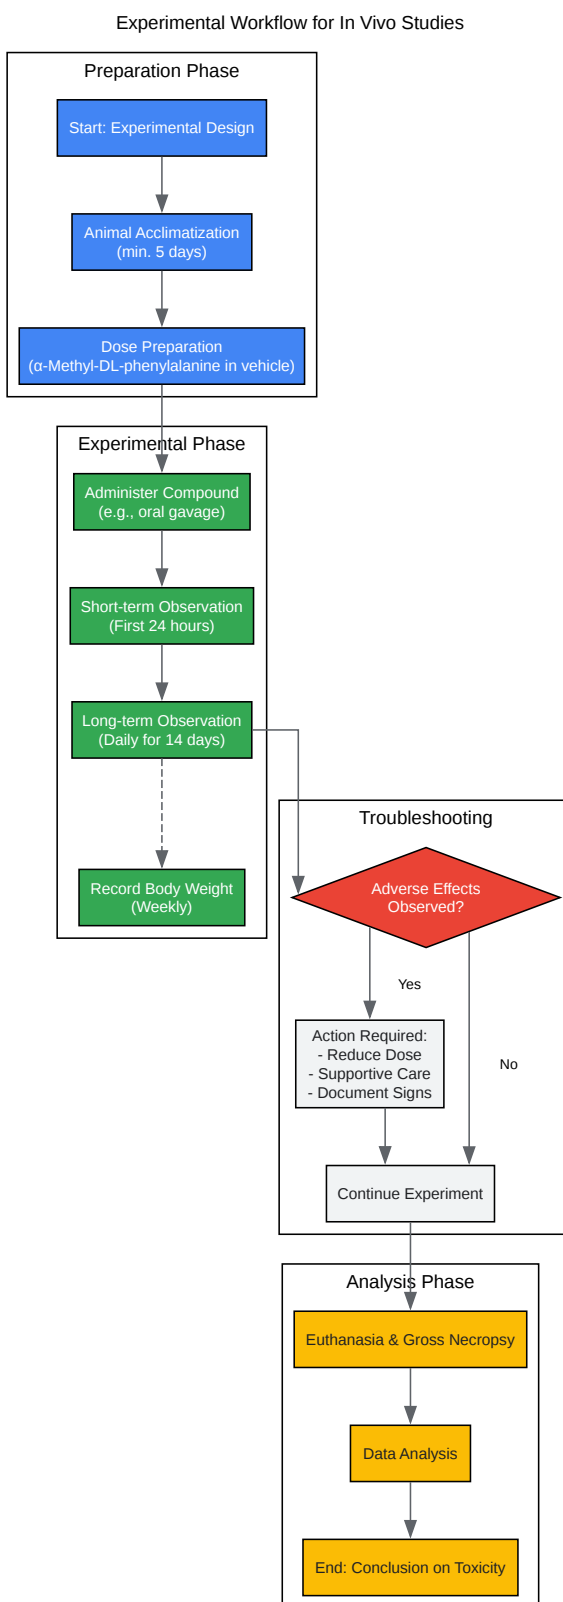 Experimental Workflow for In Vivo Studies
Preparation Phase
Start: Experimental Design
Animal Acclimatization
(min. 5 days)
Dose Preparation
(α-Methyl-DL-phenylalanine in vehicle)
Experimental Phase
Administer Compound
(e.g., oral gavage)
Short-term Observation
(First 24 hours)
Long-term Observation
(Daily for 14 days)
Record Body Weight
(Weekly)
Troubleshooting
Adverse Effects
Observed?
Yes
Action Required:
- Reduce Dose
- Supportive Care
- Document Signs
No
Continue Experiment
Analysis Phase
Euthanasia & Gross Necropsy
Data Analysis
End: Conclusion on Toxicity